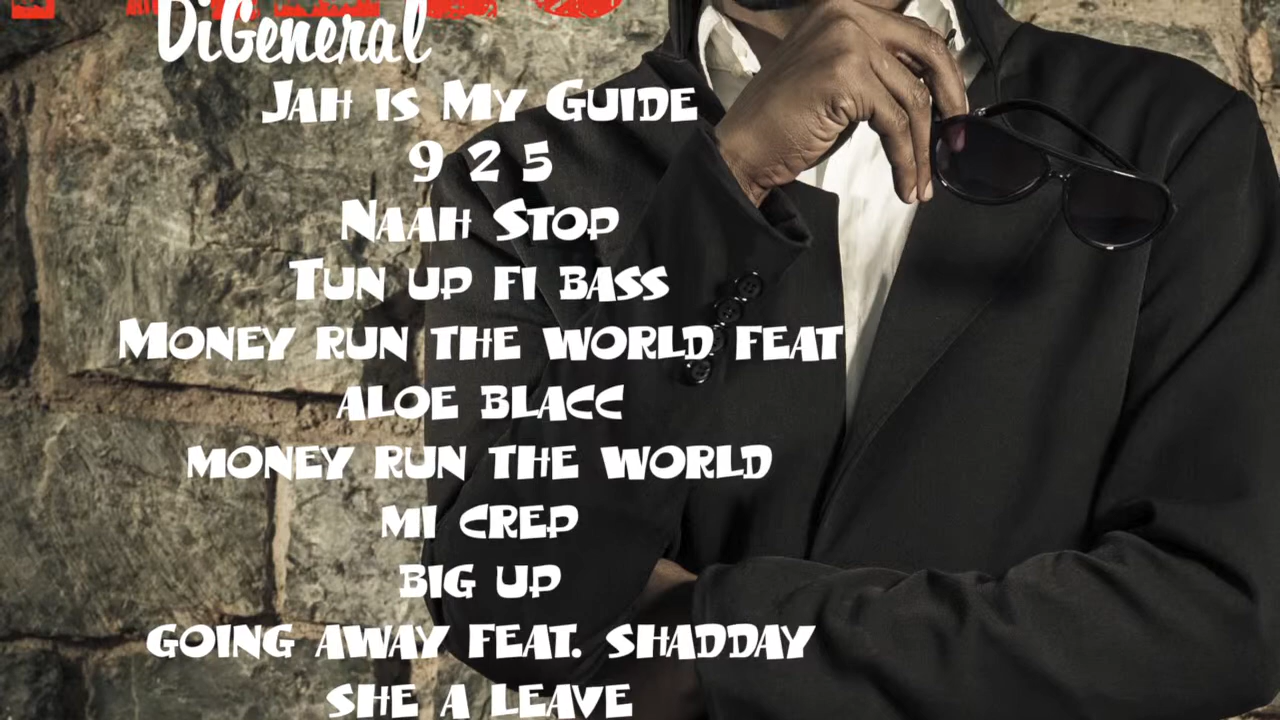 DiGeneral
Jah is My Guide
9 2 5
Naah Stop
Tun up fi bass
Money run the world feat
aloe blacc
money run the world
mi crep
big up
going away feat. shadday
she a leave